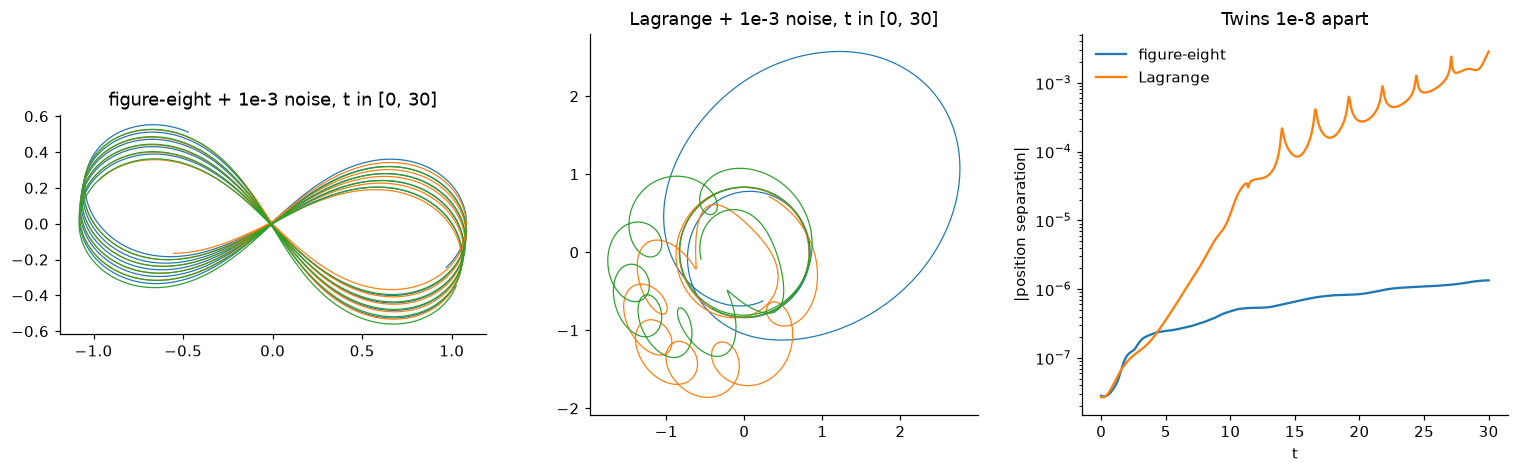 figure-eight + 1e-3 noise, t in [0, 30]
0.6
0.4
0.2
0.0
−0.2
−0.4
−0.6
−1.0 −0.5 0.0 0.5 1.0
Lagrange + 1e-3 noise, t in [0, 30]
2
1
0
−1
−2
−1 0 1 2
Twins 1e-8 apart
figure-eight
Lagrange
|position separation|
10⁻³
10⁻⁴
10⁻⁵
10⁻⁶
10⁻⁷
0 5 10 15 20 25 30
t